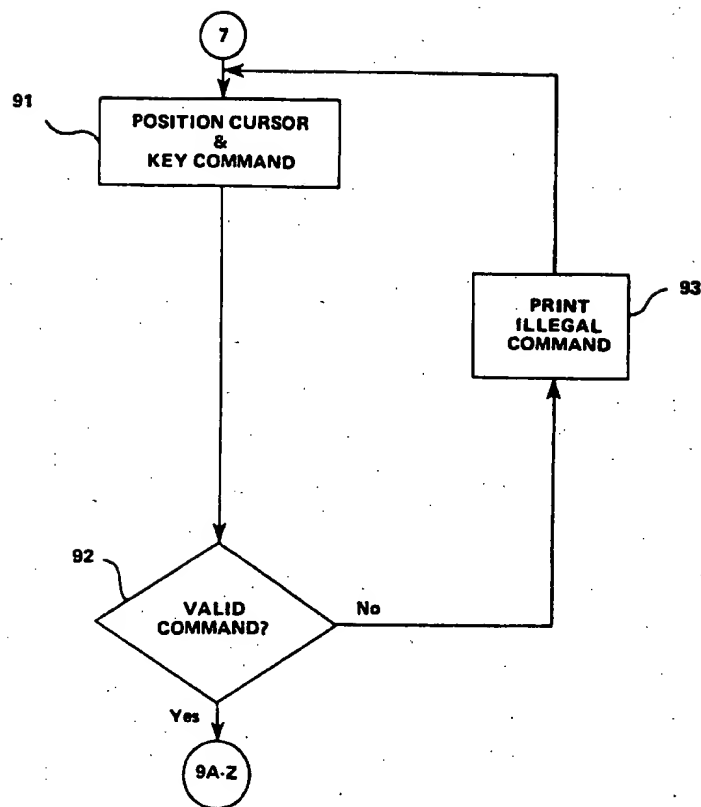 7
91
POSITION CURSOR
&
KEY COMMAND
93
PRINT
ILLEGAL
COMMAND
92
VALID
COMMAND?
No
Yes
9A-Z